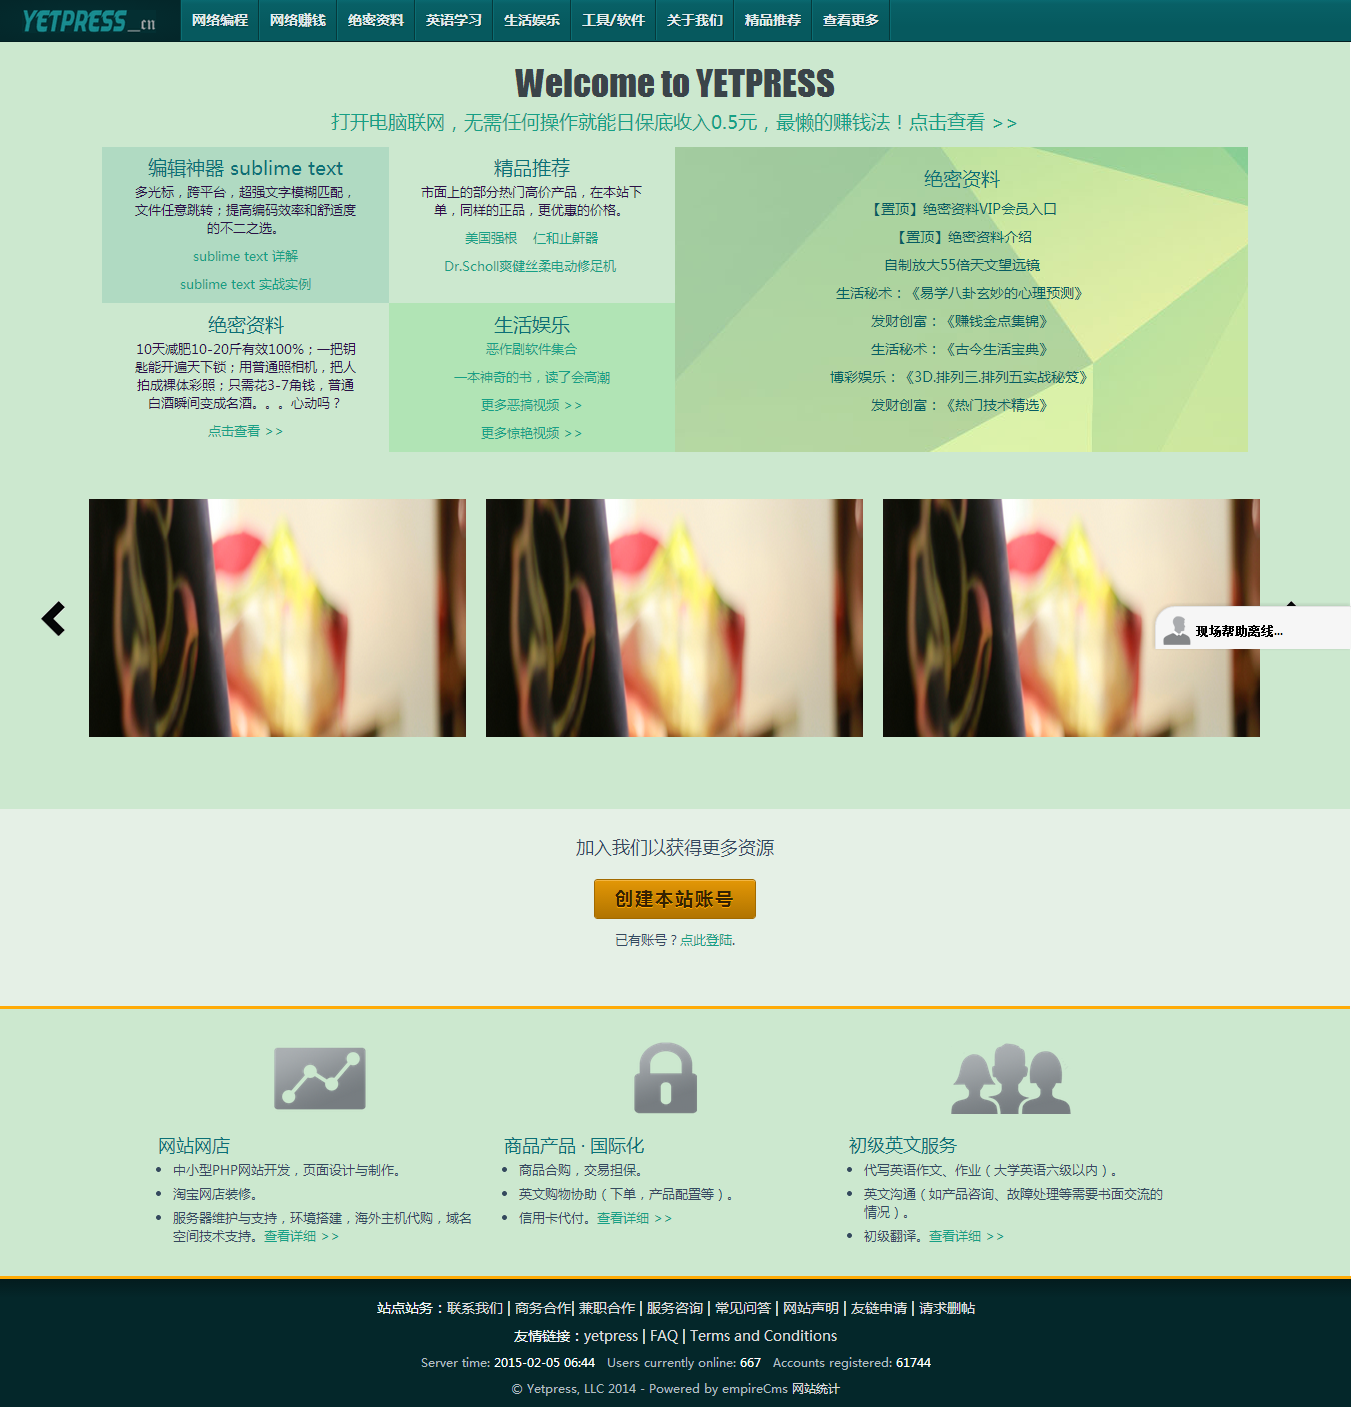 YETPRESS_cn
网络编程 网络赚钱 绝密资料 英语学习 生活娱乐 工具/软件 关于我们 精品推荐 查看更多
Welcome to YETPRESS
打开电脑联网，无需任何操作就能日保底收入0.5元，最懒的赚钱法！点击查看 >>
编辑神器 sublime text
多光标，跨平台，超强文字模糊匹配，
文件任意跳转；提高编码效率和舒适度
的不二之选。
sublime text 详解
sublime text 实战实例
精品推荐
市面上的部分热门高价产品，在本站下
单，同样的正品，更优惠的价格。
美国强根 仁和止鼾器
Dr.Scholl爽健丝柔电动修足机
绝密资料
10天减肥10-20斤有效100%；一把钥
匙能开遍天下锁；用普通照相机，把人
拍成裸体彩照；只需花3-7角钱，普通
白酒瞬间变成名酒。。。心动吗？
点击查看 >>
生活娱乐
恶作剧软件集合
一本神奇的书，读了会高潮
更多恶搞视频 >>
更多惊艳视频 >>
绝密资料
【置顶】绝密资料VIP会员入口
【置顶】绝密资料介绍
自制放大55倍天文望远镜
生活秘术：《易学八卦玄妙的心理预测》
发财创富：《赚钱金点集锦》
生活秘术：《古今生活宝典》
博彩娱乐：《3D.排列三.排列五实战秘笈》
发财创富：《热门技术精选》
现场帮助离线...
加入我们以获得更多资源
创建本站账号
已有账号？点此登陆.
网站网店
中小型PHP网站开发，页面设计与制作。
淘宝网店装修。
服务器维护与支持，环境搭建，海外主机代购，域名
空间技术支持。查看详细 >>
商品产品 · 国际化
商品合购，交易担保。
英文购物协助（下单，产品配置等）。
信用卡代付。查看详细 >>
初级英文服务
代写英语作文、作业（大学英语六级以内）。
英文沟通（如产品咨询、故障处理等需要书面交流的
情况）。
初级翻译。查看详细 >>
站点站务：联系我们 | 商务合作| 兼职合作 | 服务咨询 | 常见问答 | 网站声明 | 友链申请 | 请求删帖
友情链接：yetpress | FAQ | Terms and Conditions
Server time: 2015-02-05 06:44 Users currently online: 667 Accounts registered: 61744
© Yetpress, LLC 2014 - Powered by empireCms 网站统计